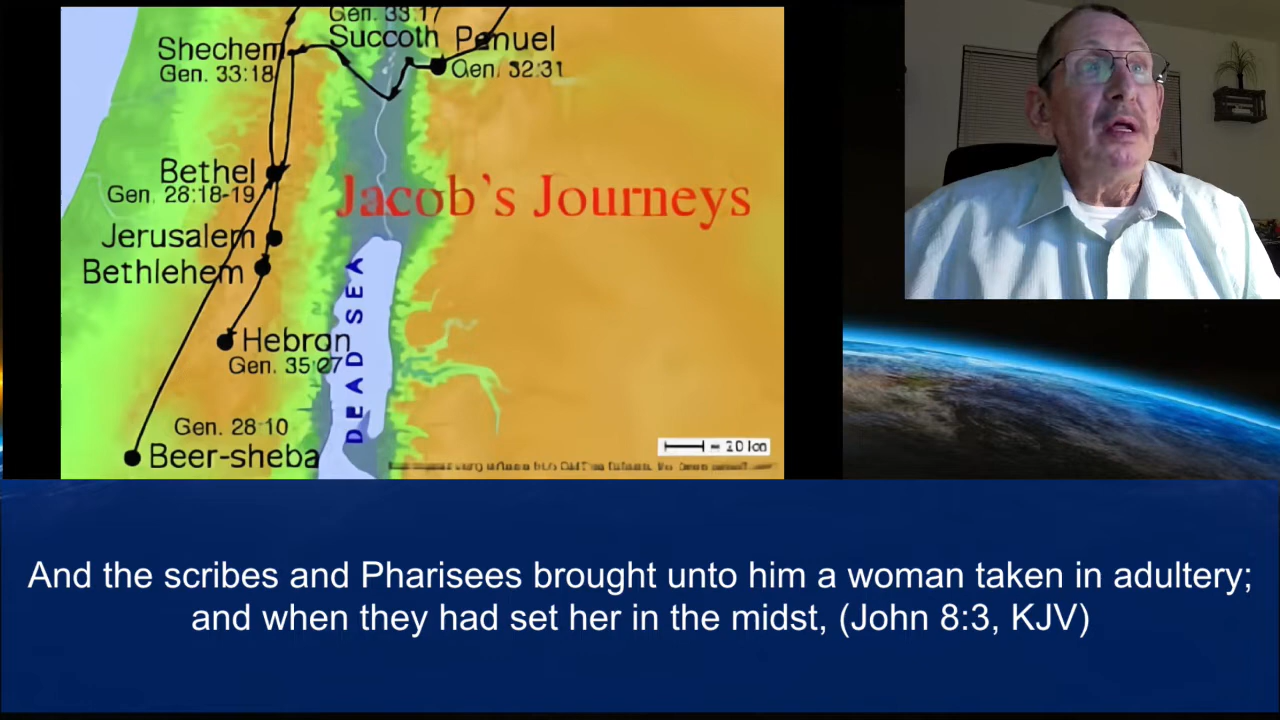 Gen. 33:17
Succoth Penuel
Shechem
Gen. 33:18
Gen. 32:31
Bethel
Gen. 28:18-19
Jacob's Journeys
Jerusalem
Bethlehem
DEAD SEA
Hebron
Gen. 35:27
Gen. 28:10
Beer-sheba
= 20 km
And the scribes and Pharisees brought unto him a woman taken in adultery;
and when they had set her in the midst, (John 8:3, KJV)